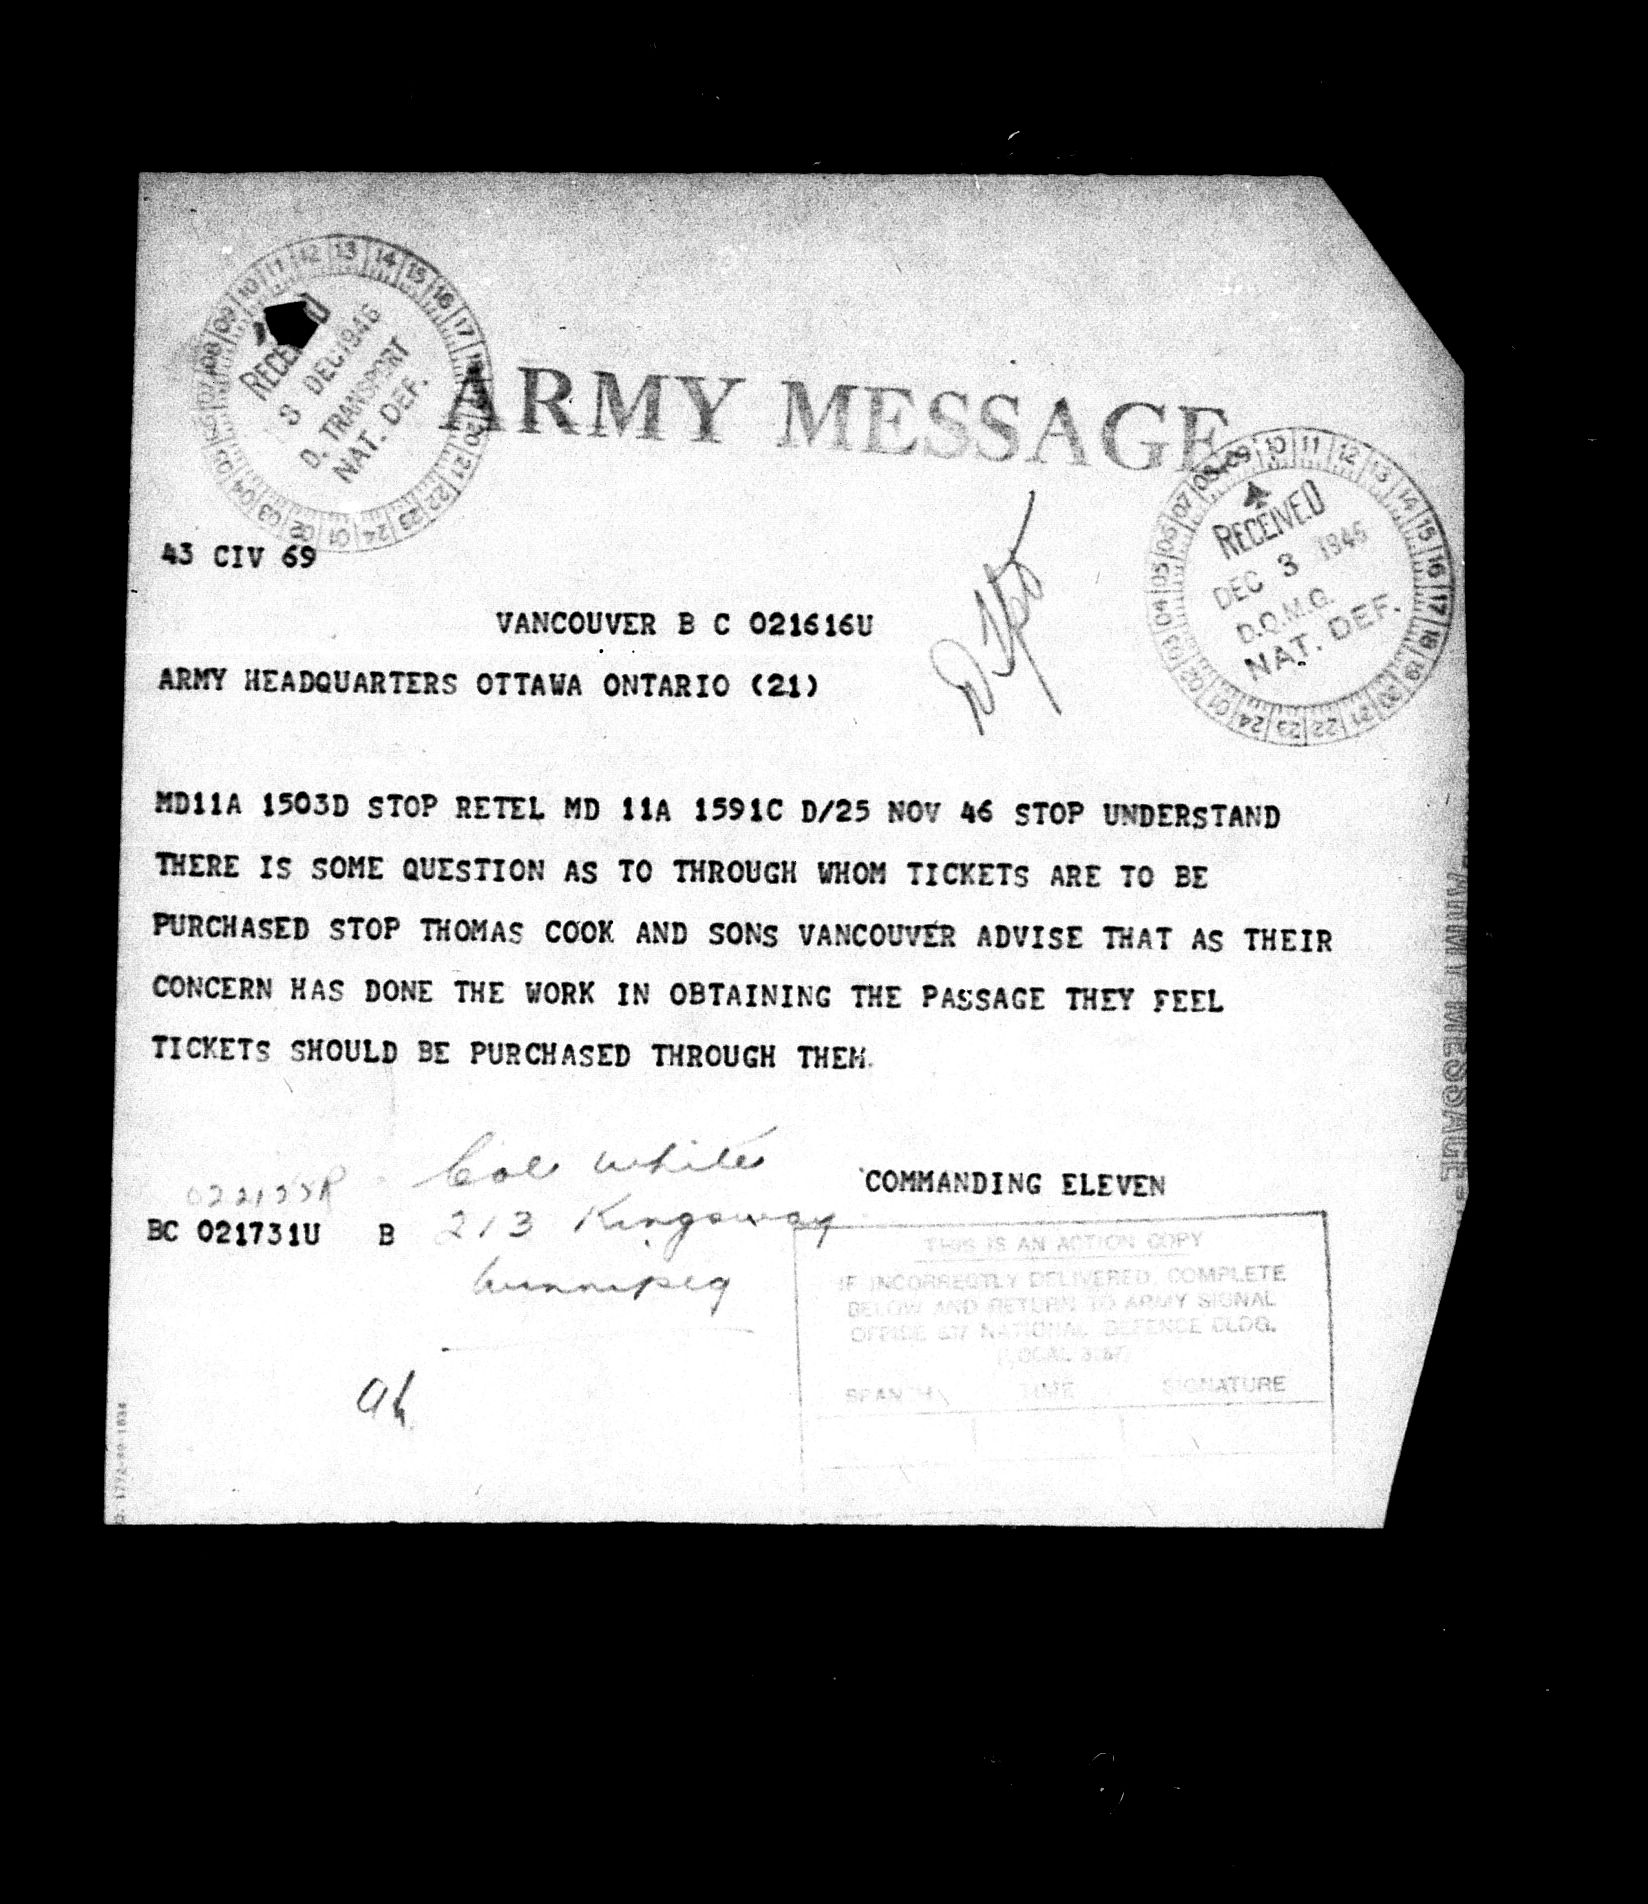 RECEIVED
DEC 1946
D. TRANSPORT
NAT. DEF.
ARMY MESSAGE
RECEIVED
DEC 3 1946
D.Q.M.G.
NAT. DEF.
43 CIV 69
VANCOUVER B C 021616U
ARMY HEADQUARTERS OTTAWA ONTARIO (21)
MD11A 1503D STOP RETEL MD 11A 1591C D/25 NOV 46 STOP UNDERSTAND
THERE IS SOME QUESTION AS TO THROUGH WHOM TICKETS ARE TO BE
PURCHASED STOP THOMAS COOK AND SONS VANCOUVER ADVISE THAT AS THEIR
CONCERN HAS DONE THE WORK IN OBTAINING THE PASSAGE THEY FEEL
TICKETS SHOULD BE PURCHASED THROUGH THEM.
Col White
COMMANDING ELEVEN
BC 021731U B 213 Kingsway
Winnipeg
THIS IS AN ACTION COPY
IF INCORRECTLY DELIVERED, COMPLETE
BELOW AND RETURN TO ARMY SIGNAL
OFFICE NATIONAL DEFENCE BLDG.
BRANCH TIME SIGNATURE
ARMY MESSAGE